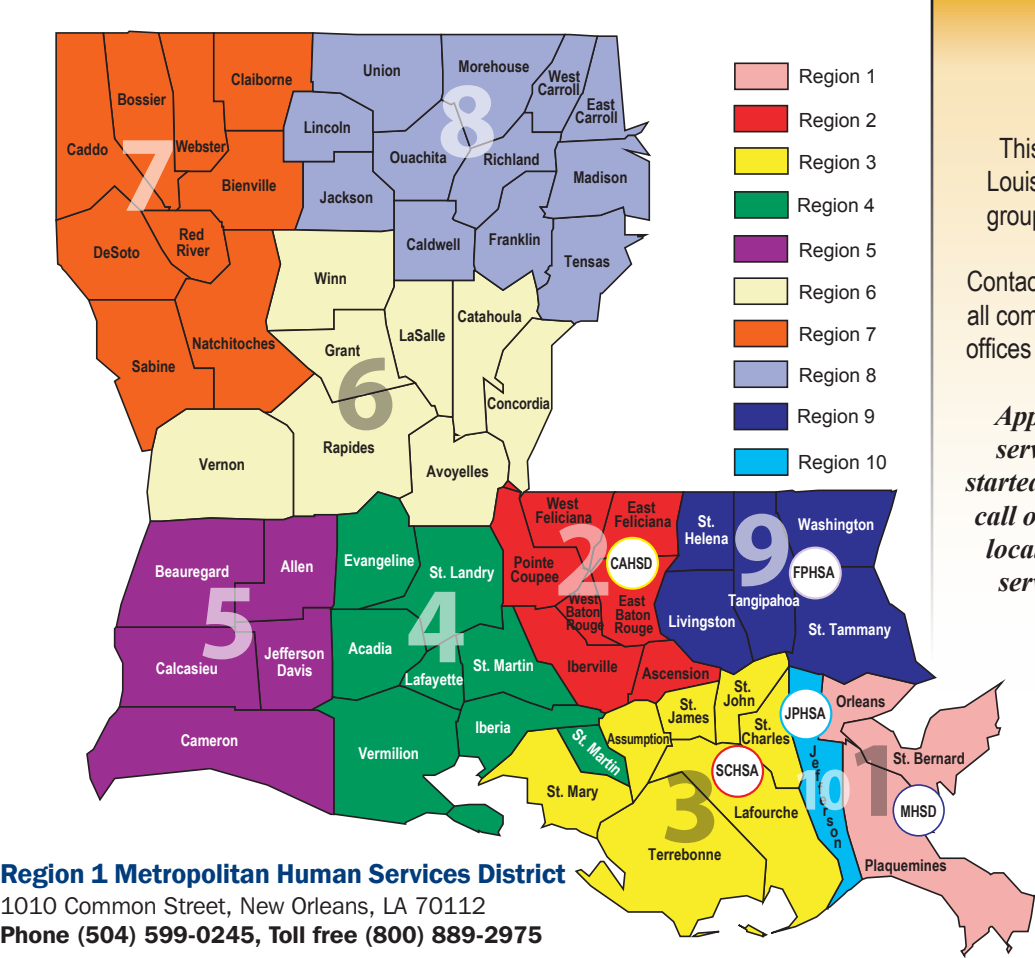 Claiborne
Union
Morehouse
West
Carroll
East
Carroll
Bossier
Lincoln
8
Caddo
7
Webster
Ouachita
Richland
Bienville
Jackson
Madison
Red
River
DeSoto
Caldwell
Franklin
Tensas
Winn
Catahoula
LaSalle
Natchitoches
Grant
Sabine
6
Concordia
Rapides
Vernon
Avoyelles
Region 1
Region 2
Region 3
Region 4
Region 5
Region 6
Region 7
Region 8
Region 9
Region 10
West
Feliciana
East
Feliciana
St.
Helena
Washington
9
2
CAHSD
FPHSA
Pointe
Coupee
Evangeline
Allen
Beauregard
St. Landry
West
Baton
Rouge
East
Baton
Rouge
Tangipahoa
Livingston
St. Tammany
5
4
Acadia
Calcasieu
Jefferson
Davis
Lafayette
St. Martin
Iberville
Ascension
St.
John
Orleans
St.
James
JPHSA
Iberia
Assumption
St.
Charles
Cameron
Vermilion
St. Martin
Jefferson
10
1
St. Bernard
SCHSA
St. Mary
3
Lafourche
MHSD
Terrebonne
Plaquemines
Region 1 Metropolitan Human Services District
1010 Common Street, New Orleans, LA 70112
Phone (504) 599-0245, Toll free (800) 889-2975
This
Louis
group
Contac
all com
offices
App
serv
started
call o
loca
serv